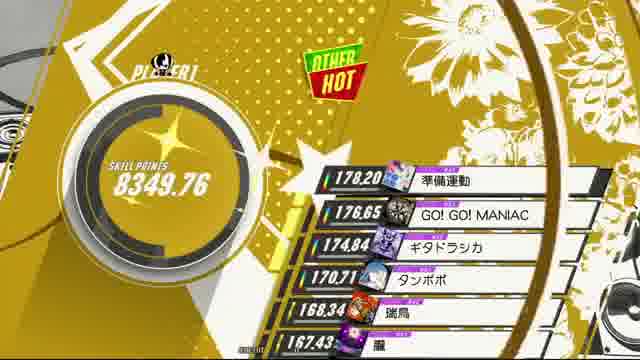 PLAYER1
OTHER
HOT
SKILL POINTS
8349.76
178,20 準備運動
176,65 GO! GO! MANIAC
174,84 ギタドラシカ
170,71 タンポポ
168,34 瑞鳥
167,43 朧